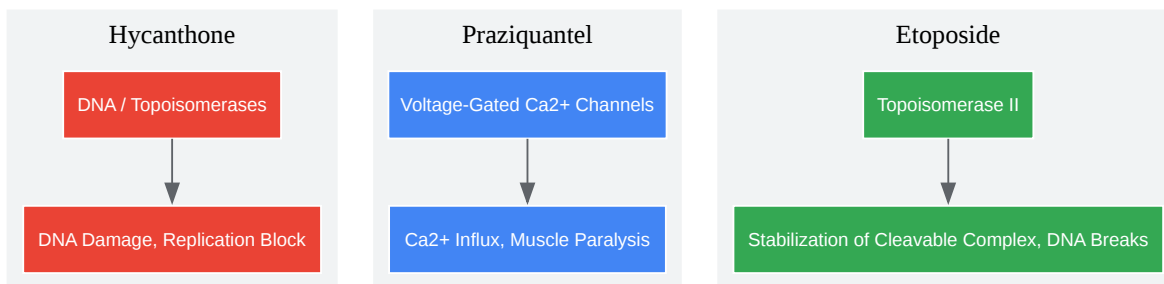 Hycanthone
DNA / Topoisomerases
DNA Damage, Replication Block
Praziquantel
Voltage-Gated Ca2+ Channels
Ca2+ Influx, Muscle Paralysis
Etoposide
Topoisomerase II
Stabilization of Cleavable Complex, DNA Breaks